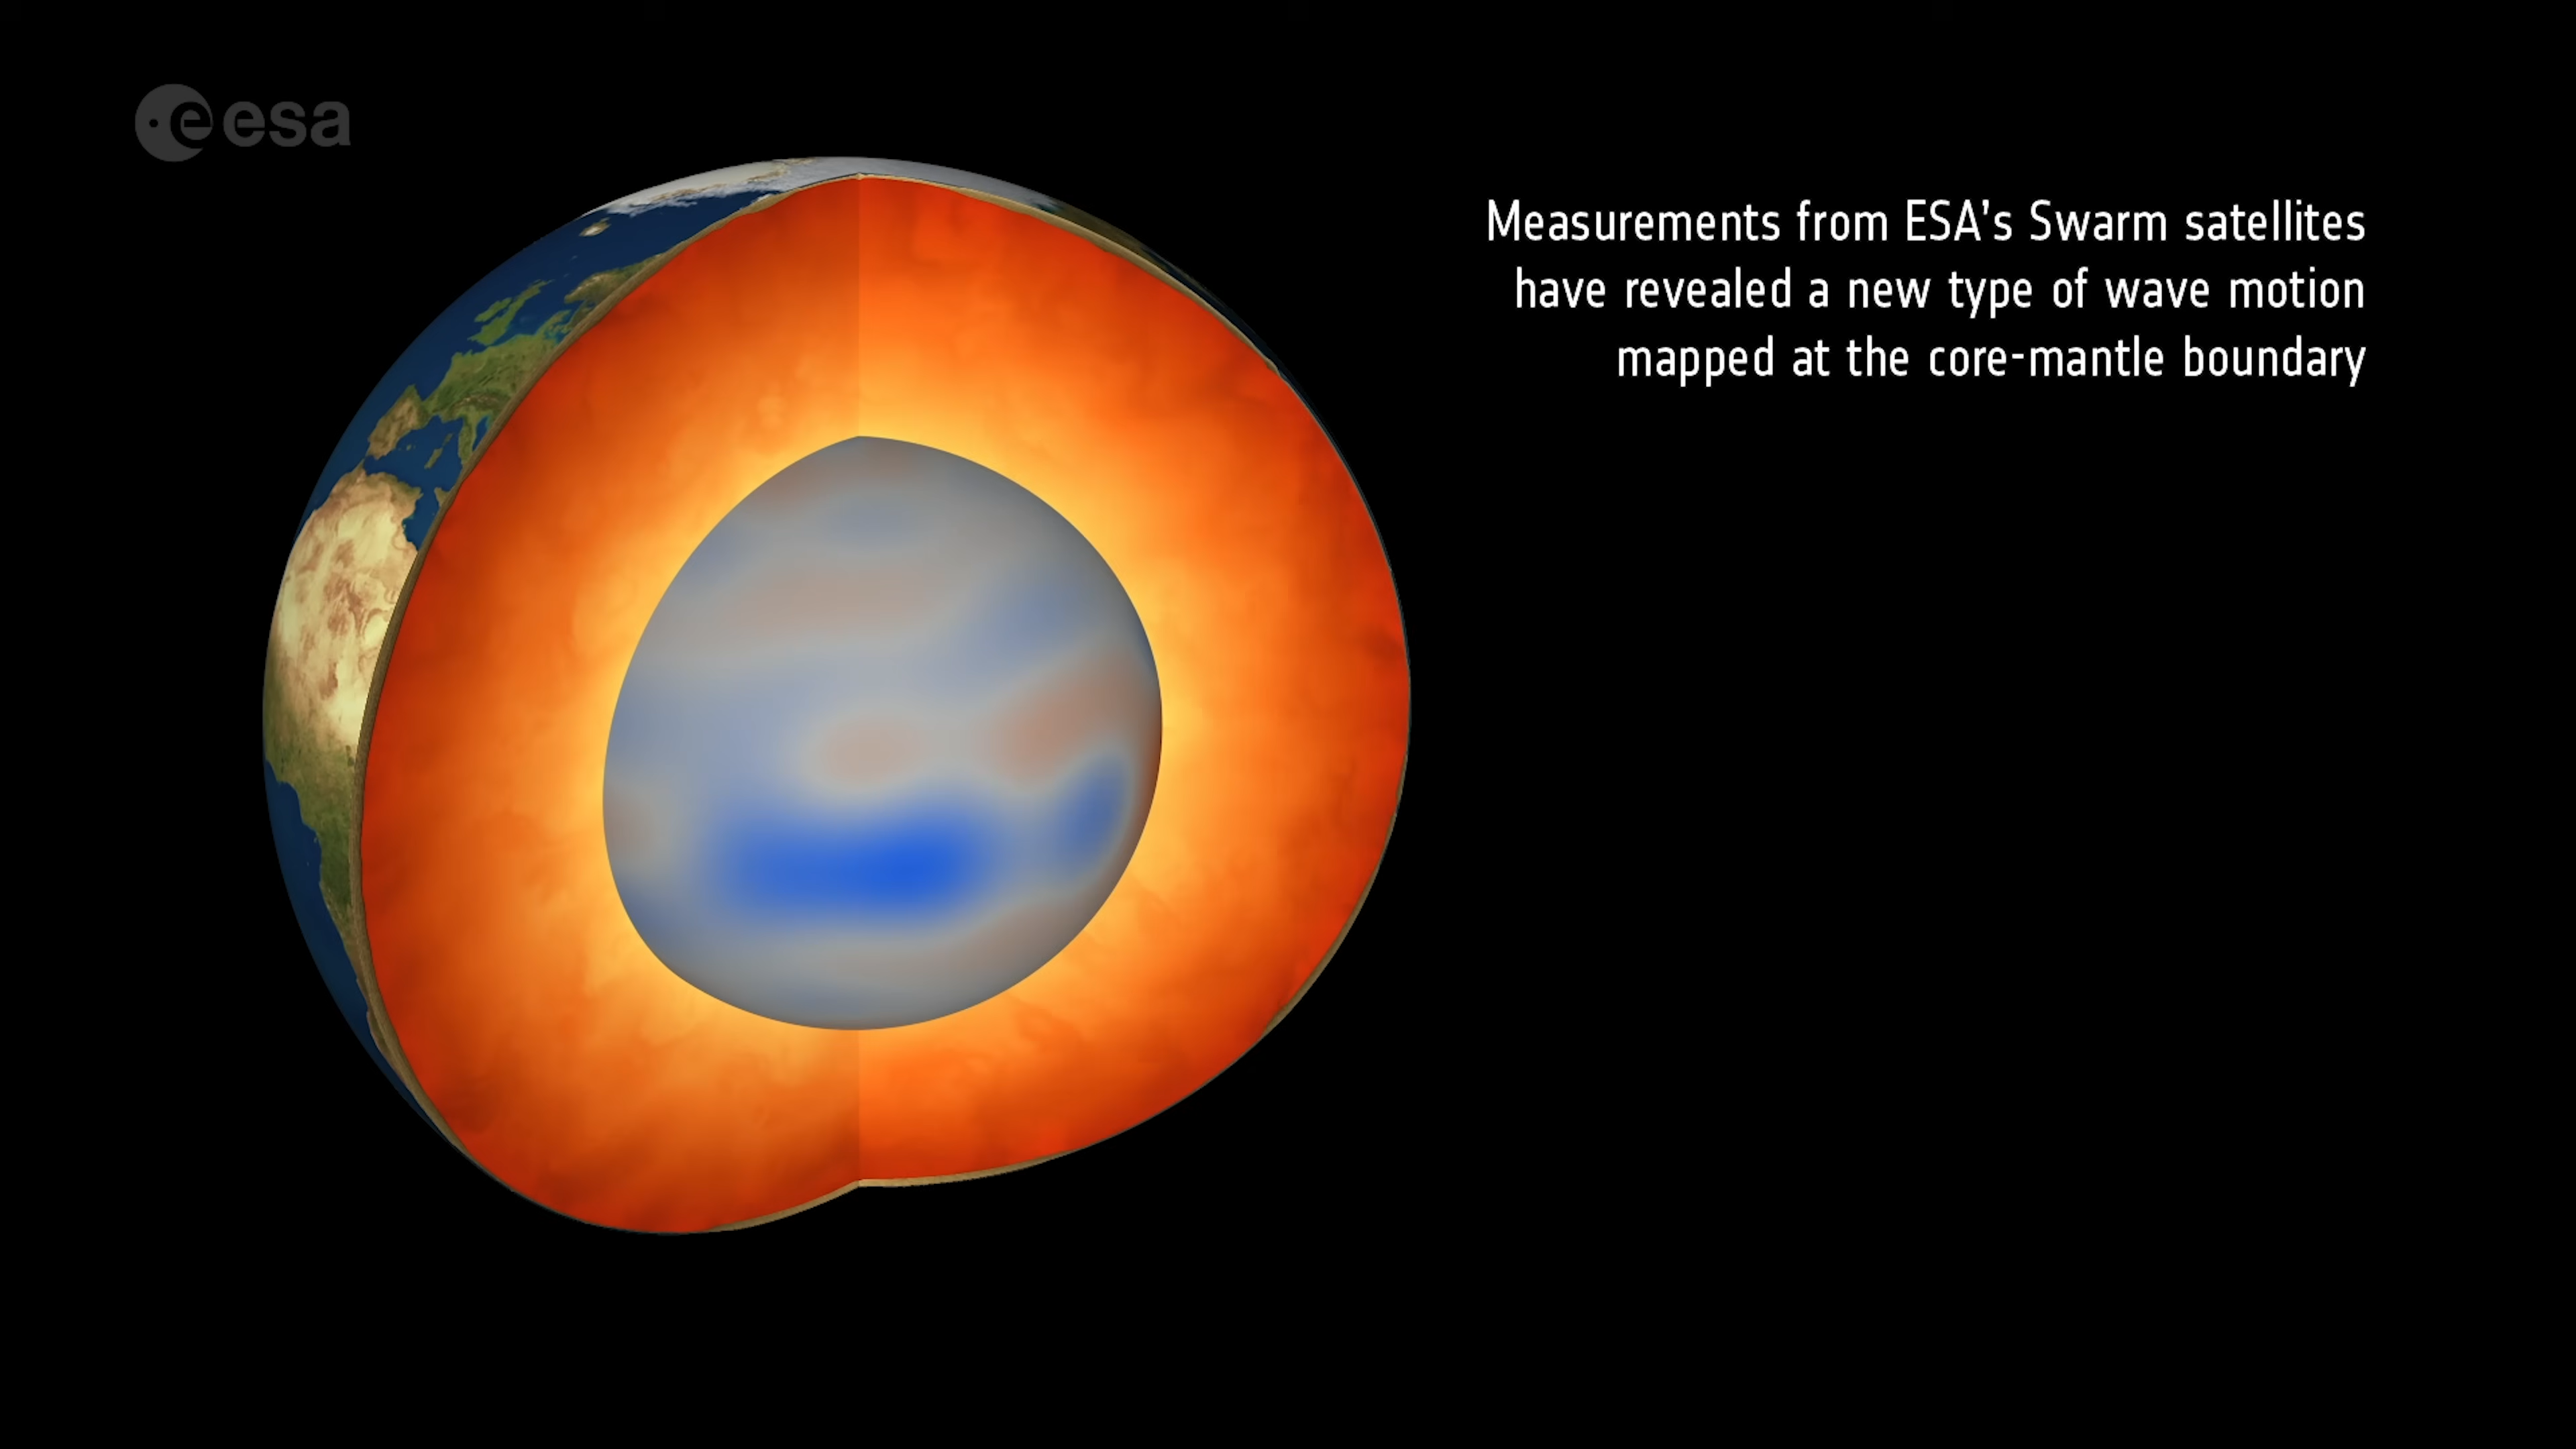 esa
Measurements from ESA's Swarm satellites
have revealed a new type of wave motion
mapped at the core-mantle boundary